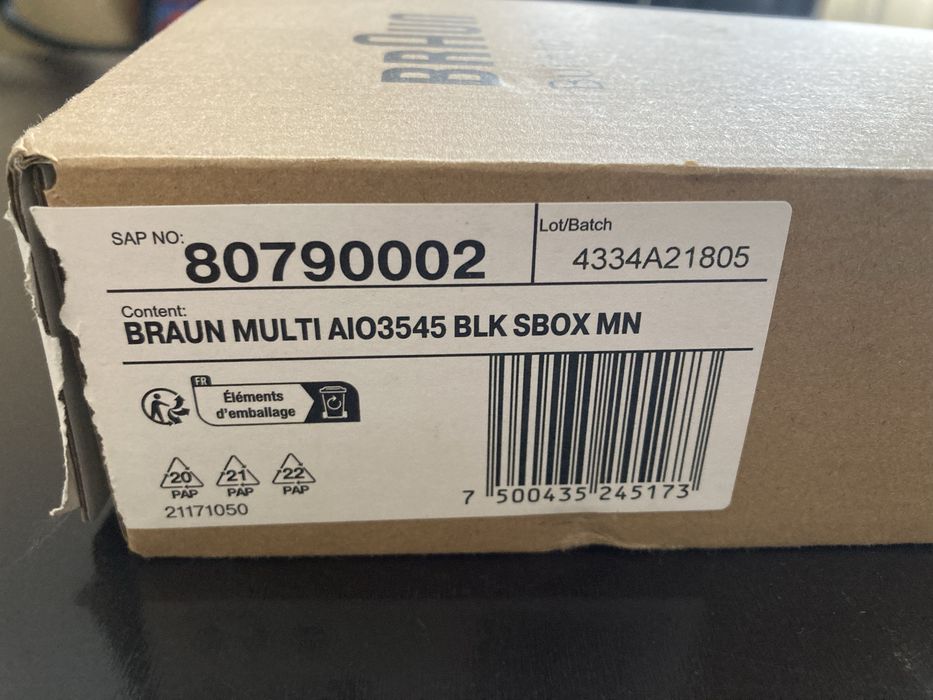 BRAUN
SAP NO: 80790002
Lot/Batch
4334A21805
Content:
BRAUN MULTI AIO3545 BLK SBOX MN
FR
Éléments
d'emballage
20 21 22
PAP PAP PAP
21171050
7 500435 245173